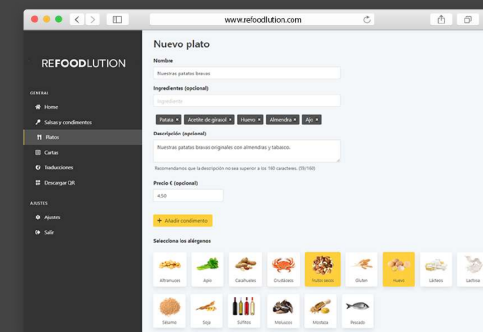 www.refoodlution.com
REFOODLUTION
GENERAL
Home
Salsas y condimentos
Platos
Cartas
Traducciones
Descargar QR
AJUSTES
Ajustes
Salir
Nuevo plato
Nombre
Nuestras patatas bravas
Ingredientes (opcional)
Ingrediente
Patata × Aceite de girasol × Huevo × Almendra × Ajo ×
Descripción (opcional)
Nuestras patatas bravas originales con almendras y tabasco.
Recomendamos que la descripción no sea superior a los 160 caracteres. (59/160)
Precio € (opcional)
4.50
+ Añadir condimento
Selecciona los alérgenos
Altramuces Apio Cacahuetes Crustáceos Frutos secos Gluten Huevo Lácteos Lactosa
Sésamo Soja Sulfitos Moluscos Mostaza Pescado